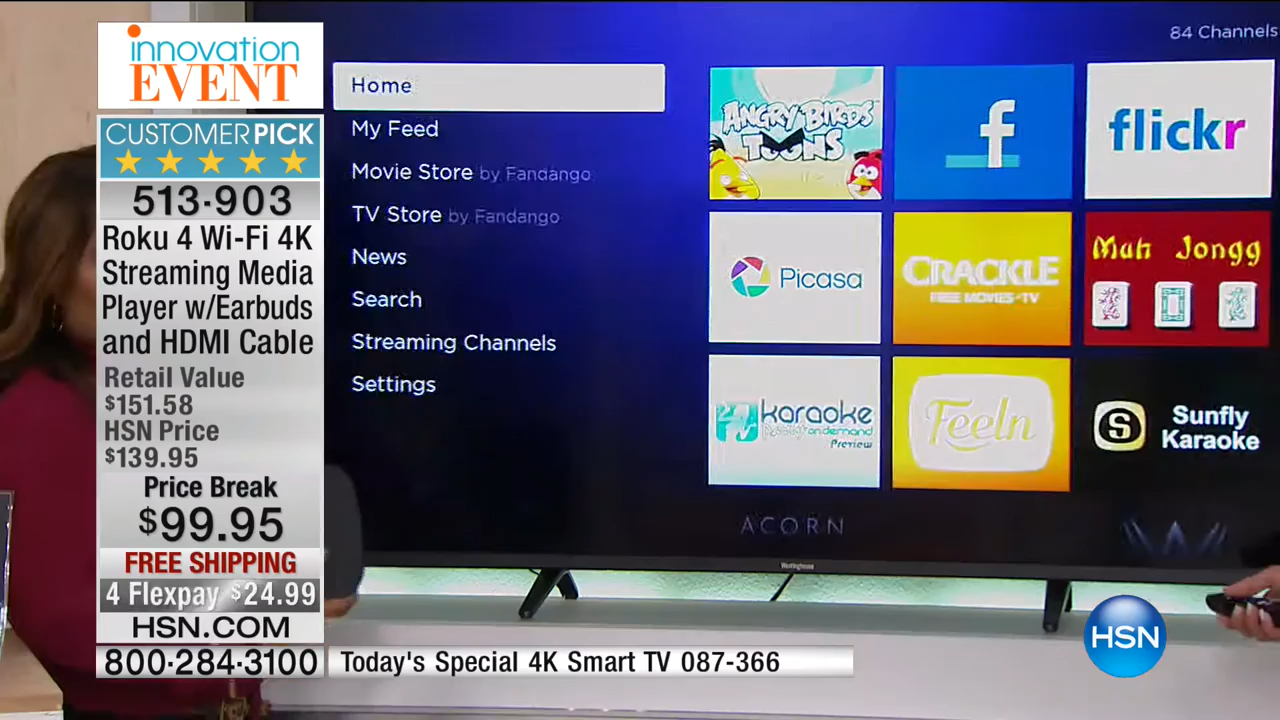 innovation
EVENT
CUSTOMER PICK
513-903
Roku 4 Wi-Fi 4K
Streaming Media
Player w/Earbuds
and HDMI Cable
Retail Value
$151.58
HSN Price
$139.95
Price Break
$99.95
FREE SHIPPING
4 Flexpay $24.99
HSN.COM
800-284-3100
Today's Special 4K Smart TV 087-366
84 Channels
Home
My Feed
Movie Store by Fandango
TV Store by Fandango
News
Search
Streaming Channels
Settings
ANGRY BIRDS
TOONS
f
flickr
Picasa
CRACKLE
FREE MOVIES + TV
Mah Jongg
karaoke
on demand
Preview
Feeln
S
Sunfly
Karaoke
ACORN
Westinghouse
HSN